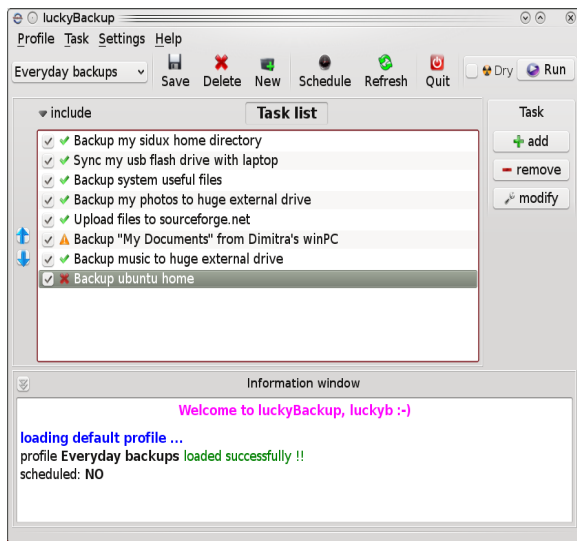 luckyBackup
Profile Task Settings Help
Everyday backups Save Delete New Schedule Refresh Quit Dry Run
include Task list Task
Backup my sidux home directory
Sync my usb flash drive with laptop
Backup system useful files
Backup my photos to huge external drive
Upload files to sourceforge.net
Backup "My Documents" from Dimitra's winPC
Backup music to huge external drive
Backup ubuntu home
add
remove
modify
Information window
Welcome to luckyBackup, luckyb :-)
loading default profile ...
profile Everyday backups loaded successfully !!
scheduled: NO